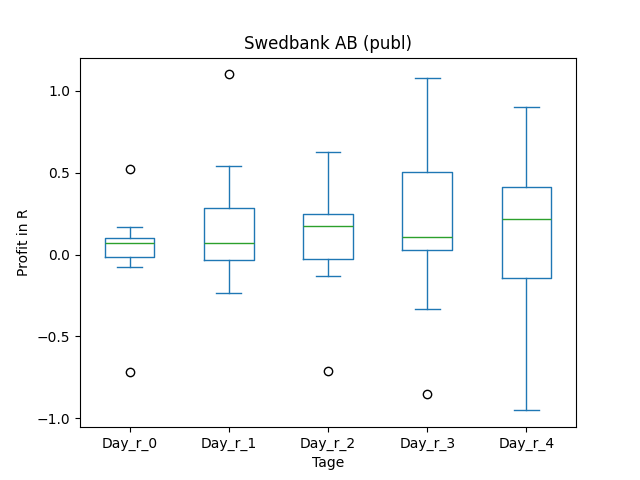 Swedbank AB (publ)
Profit in R
1.0
0.5
0.0
−0.5
−1.0
Day_r_0 Day_r_1 Day_r_2 Day_r_3 Day_r_4
Tage